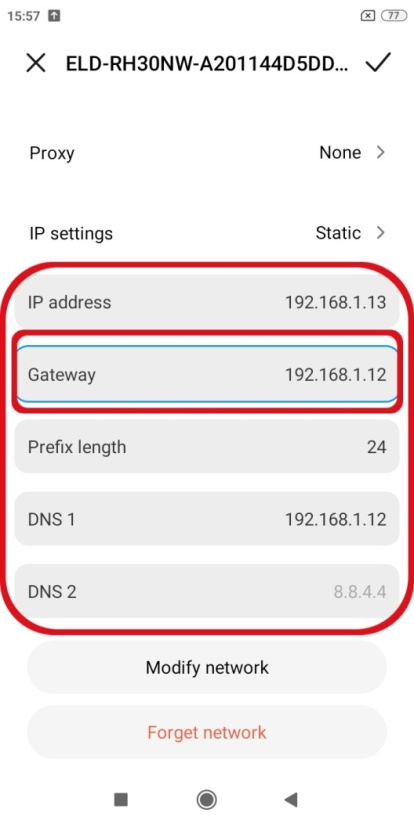 15:57 77
ELD-RH30NW-A201144D5DD...
Proxy None
IP settings Static
IP address 192.168.1.13
Gateway 192.168.1.12
Prefix length 24
DNS 1 192.168.1.12
DNS 2 8.8.4.4
Modify network
Forget network